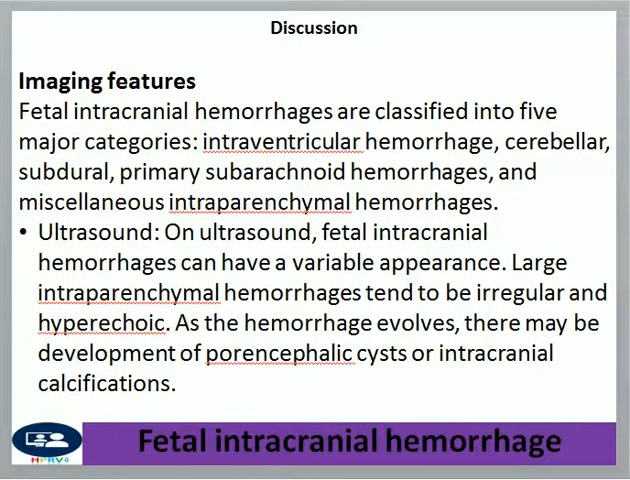 Discussion
Imaging features
Fetal intracranial hemorrhages are classified into five
major categories: intraventricular hemorrhage, cerebellar,
subdural, primary subarachnoid hemorrhages, and
miscellaneous intraparenchymal hemorrhages.
• Ultrasound: On ultrasound, fetal intracranial
hemorrhages can have a variable appearance. Large
intraparenchymal hemorrhages tend to be irregular and
hyperechoic. As the hemorrhage evolves, there may be
development of porencephalic cysts or intracranial
calcifications.
Fetal intracranial hemorrhage